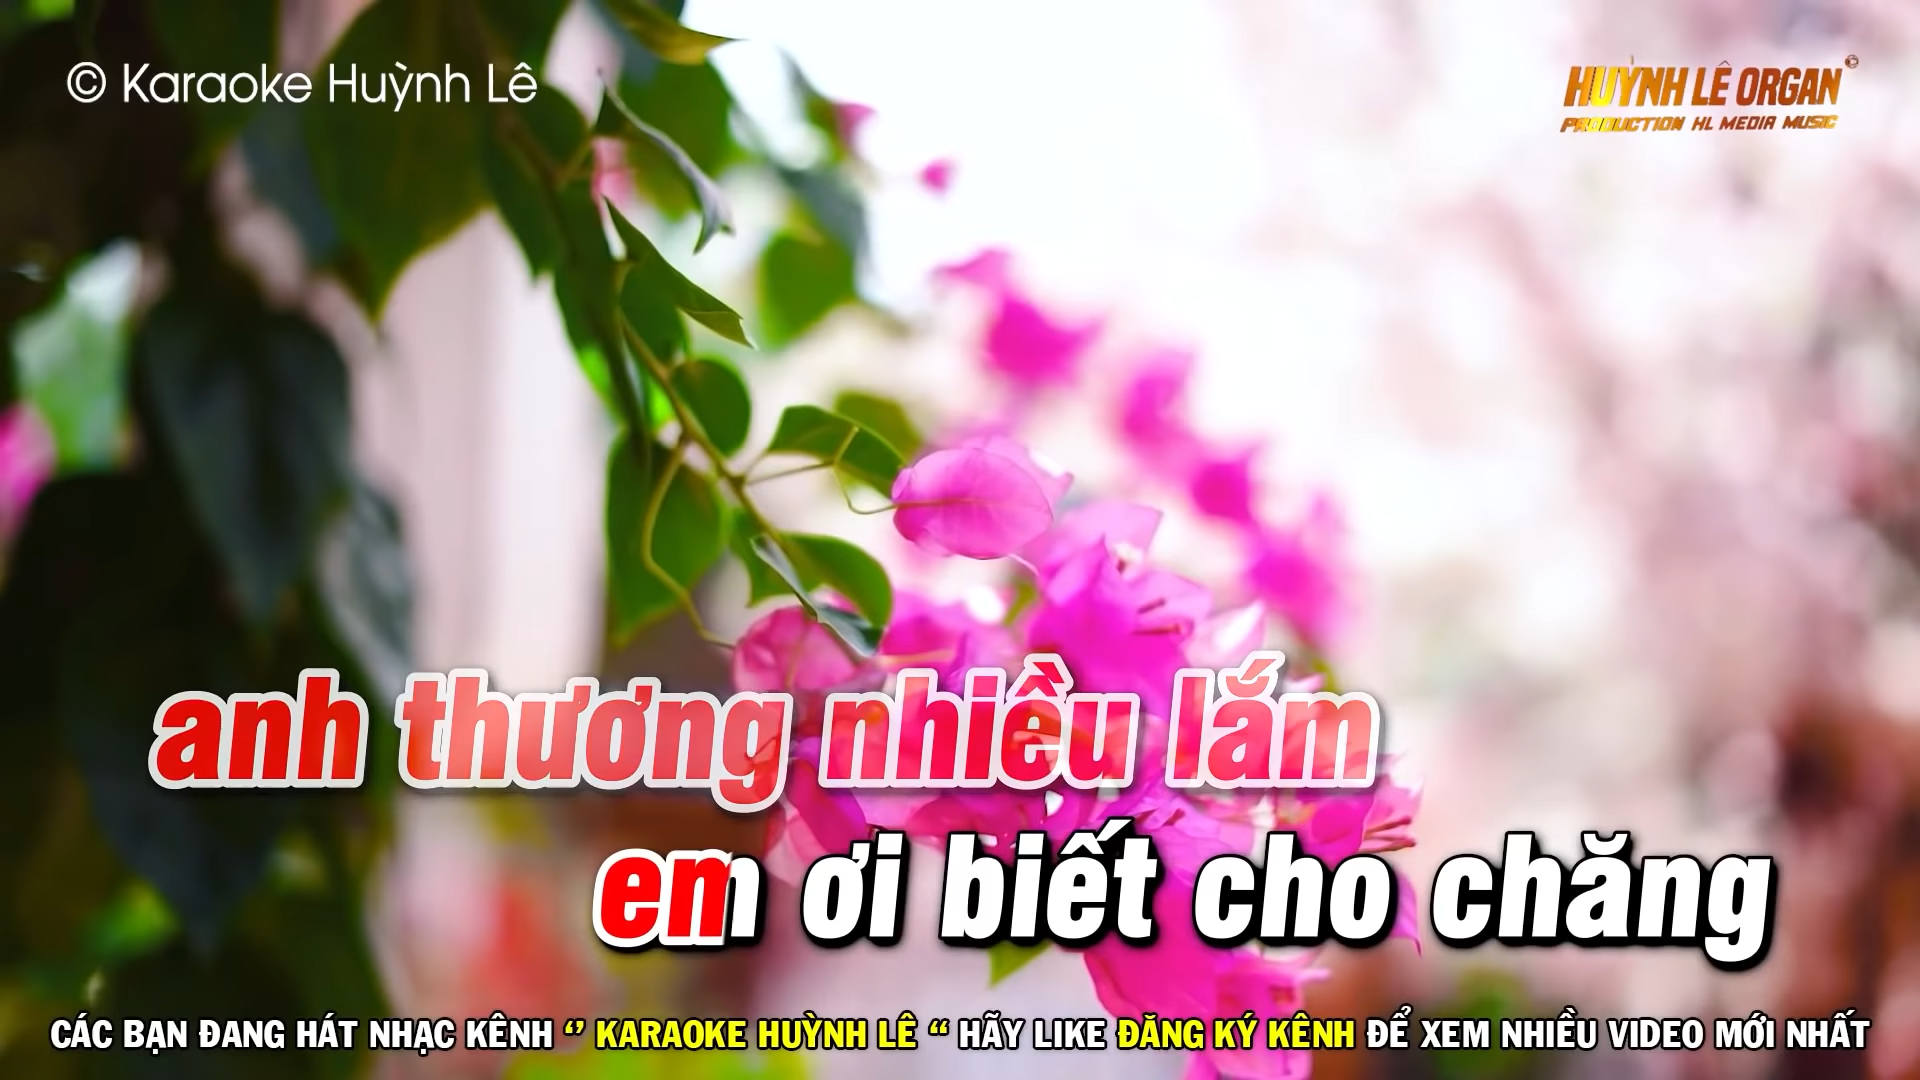 © Karaoke Huỳnh Lê
HUỲNH LÊ ORGAN ©
PRODUCTION HL MEDIA MUSIC
anh thương nhiều lắm
em ơi biết cho chăng
CÁC BẠN ĐANG HÁT NHẠC KÊNH ‘’ KARAOKE HUỲNH LÊ “ HÃY LIKE ĐĂNG KÝ KÊNH ĐỂ XEM NHIỀU VIDEO MỚI NHẤT